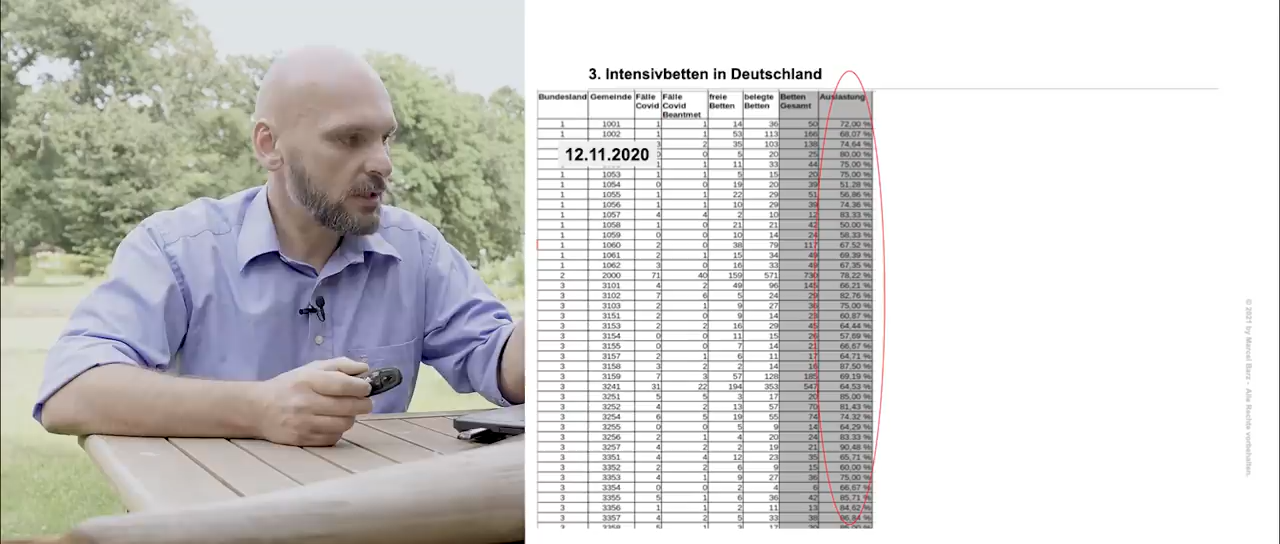 3. Intensivbetten in Deutschland
Bundesland Gemeinde Fälle Covid Fälle Covid Beantmet freie Betten belegte Betten Betten Gesamt Auslastung
1 1001 1 1 14 36 50 72,00 %
1 1002 1 1 53 113 166 68,07 %
3 2 35 103 138 74,64 %
12.11.2020
0 5 20 25 80,00 %
1 1 11 33 44 75,00 %
1 1053 1 1 5 15 20 75,00 %
1 1054 0 0 19 20 39 51,28 %
1 1055 1 1 22 29 51 56,86 %
1 1056 1 1 10 29 39 74,36 %
1 1057 4 4 2 10 12 83,33 %
1 1058 1 0 21 21 42 50,00 %
1 1059 0 0 10 14 24 58,33 %
1 1060 2 0 38 79 117 67,52 %
1 1061 2 1 15 34 49 69,39 %
1 1062 3 0 16 33 49 67,35 %
2 2000 71 40 159 571 730 78,22 %
3 3101 4 2 49 96 145 66,21 %
3 3102 7 6 5 24 29 82,76 %
3 3103 2 1 9 27 36 75,00 %
3 3151 2 0 9 14 23 60,87 %
3 3153 2 2 16 29 45 64,44 %
3 3154 0 0 11 15 26 57,69 %
3 3155 0 0 7 14 21 66,67 %
3 3157 2 1 6 11 17 64,71 %
3 3158 3 2 2 14 16 87,50 %
3 3159 7 3 57 128 185 69,19 %
3 3241 31 22 194 353 547 64,53 %
3 3251 5 5 3 17 20 85,00 %
3 3252 4 2 13 57 70 81,43 %
3 3254 6 5 19 55 74 74,32 %
3 3255 0 0 5 9 14 64,29 %
3 3256 2 1 4 20 24 83,33 %
3 3257 4 2 2 19 21 90,48 %
3 3351 4 4 12 23 35 65,71 %
3 3352 2 2 6 9 15 60,00 %
3 3353 4 1 9 27 36 75,00 %
3 3354 0 0 2 4 6 66,67 %
3 3355 5 1 6 36 42 85,71 %
3 3356 1 1 2 11 13 84,62 %
3 3357 4 2 5 33 38 86,84 %
3 3358 5 1 3 17 20 85,00 %
© 2021 by Marcel Barz - Alle Rechte vorbehalten.